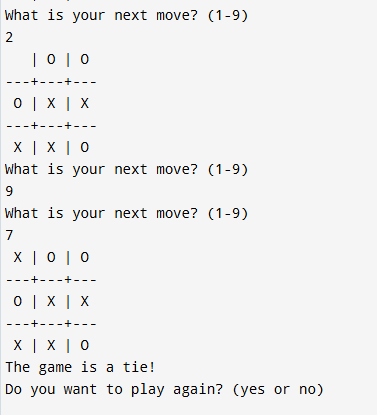 What is your next move? (1-9)
2
   | O | O
---+---+---
 O | X | X
---+---+---
 X | X | O
What is your next move? (1-9)
9
What is your next move? (1-9)
7
 X | O | O
---+---+---
 O | X | X
---+---+---
 X | X | O
The game is a tie!
Do you want to play again? (yes or no)